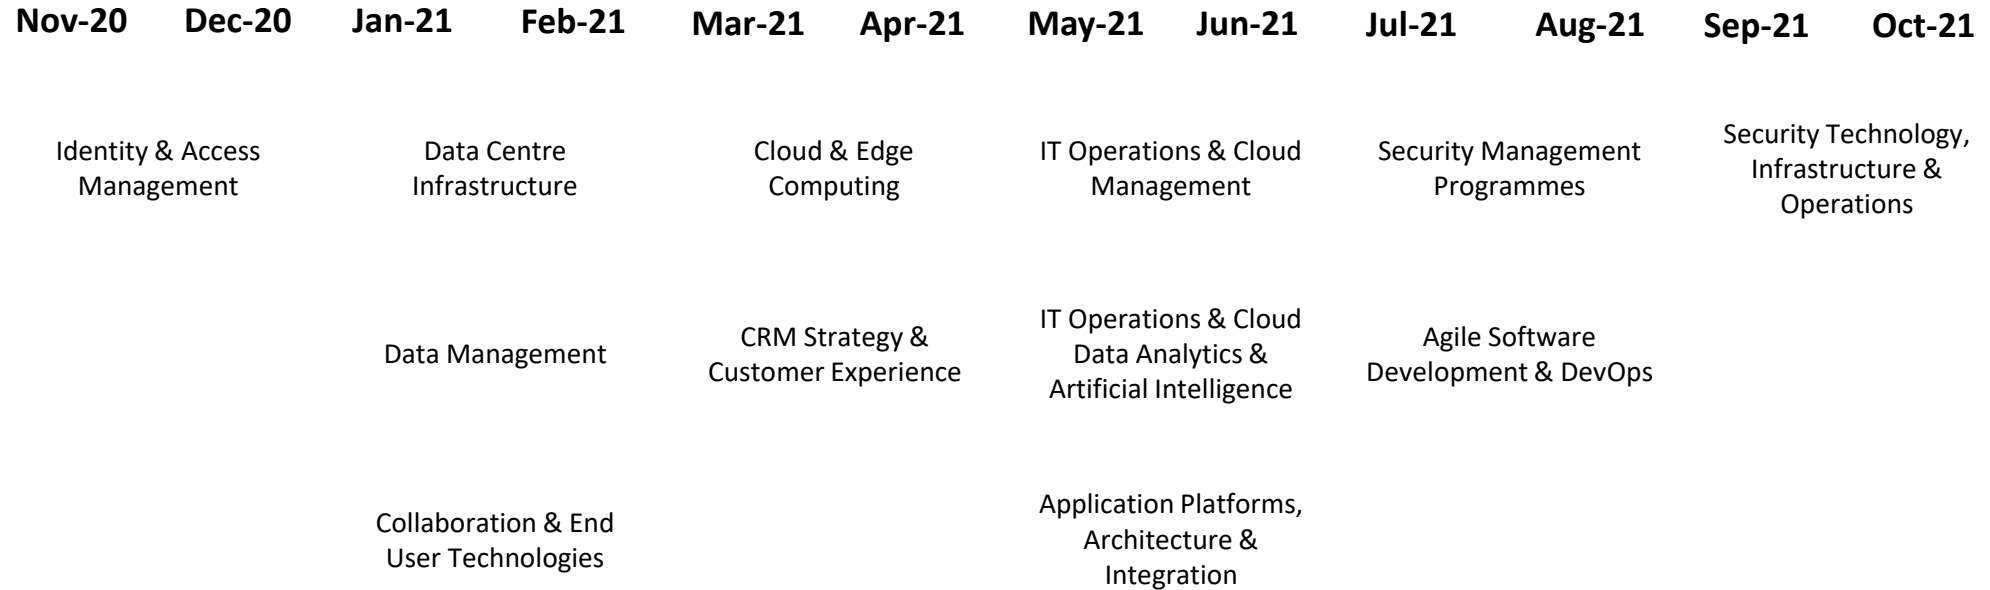 Nov-20 Dec-20 Jan-21 Feb-21 Mar-21 Apr-21 May-21 Jun-21 Jul-21 Aug-21 Sep-21 Oct-21
Identity & Access
Management
Data Centre
Infrastructure
Cloud & Edge
Computing
IT Operations & Cloud
Management
Security Management
Programmes
Security Technology,
Infrastructure &
Operations
Data Management
CRM Strategy &
Customer Experience
IT Operations & Cloud
Data Analytics &
Artificial Intelligence
Agile Software
Development & DevOps
Collaboration & End
User Technologies
Application Platforms,
Architecture &
Integration